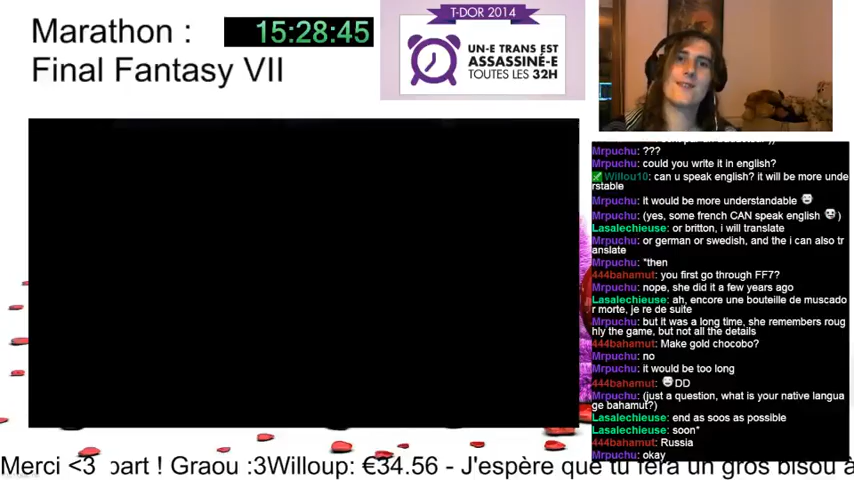 Marathon :
Final Fantasy VII
15:28:45
T-DOR 2014
UN-E TRANS EST
ASSASSINÉ-E
TOUTES LES 32H
Mrpuchu: ???
Mrpuchu: could you write it in english?
Willou10: can u speak english? it will be more unde
rstable
Mrpuchu: it would be more understandable
Mrpuchu: (yes, some french CAN speak english )
Lasalechieuse: or britton, i will translate
Mrpuchu: or german or swedish, and the i can also tr
anslate
Mrpuchu: *then
444bahamut: you first go through FF7?
Mrpuchu: nope, she did it a few years ago
Lasalechieuse: ah, encore une bouteille de muscado
r morte, je re de suite
Mrpuchu: but it was a long time, she remembers roug
hly the game, but not all the details
444bahamut: Make gold chocobo?
Mrpuchu: no
Mrpuchu: it would be too long
444bahamut: DD
Mrpuchu: (just a question, what is your native langua
ge bahamut?)
Lasalechieuse: end as soos as possible
Lasalechieuse: soon*
444bahamut: Russia
Mrpuchu: okay
Merci <3 part ! Graou :3Willoup: €34.56 - J'espère que tu fera un gros bisou à